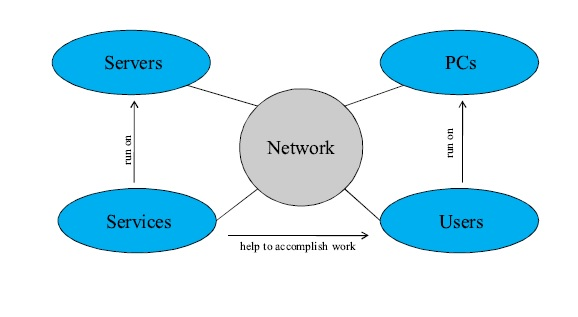 Servers
PCs
Network
run on
run on
Services
Users
help to accomplish work